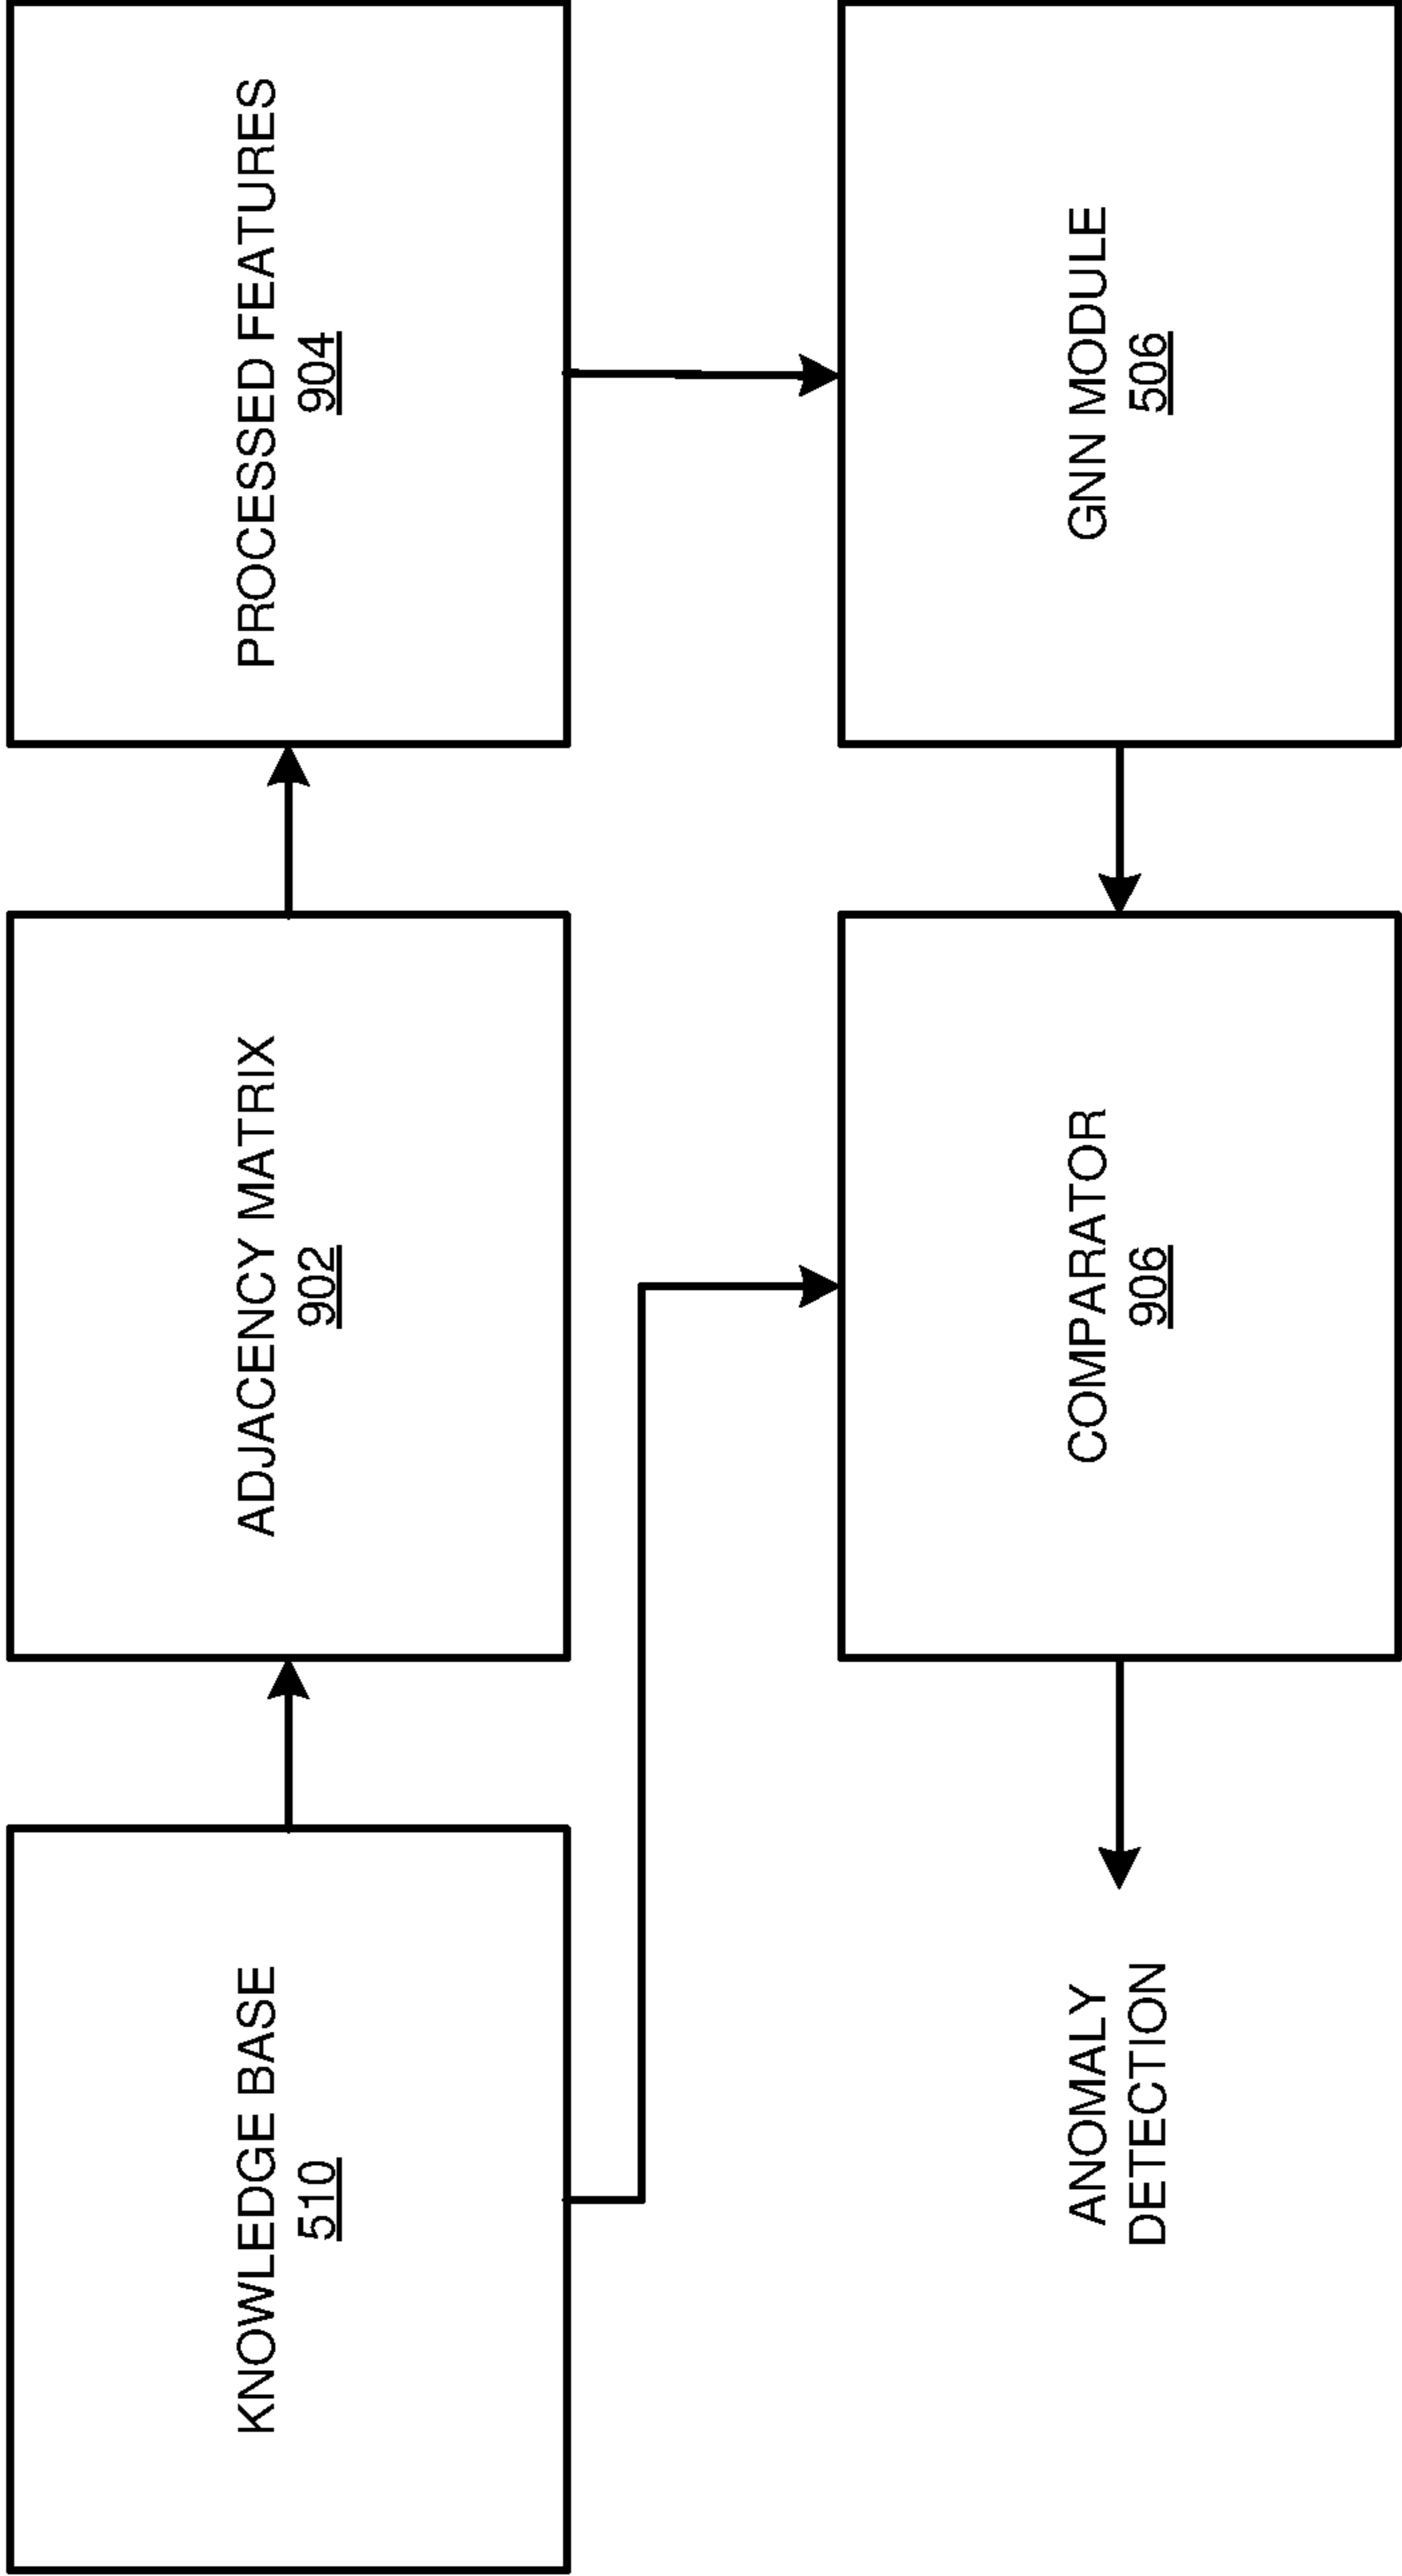 KNOWLEDGE BASE
510
ADJACENCY MATRIX
902
PROCESSED FEATURES
904
ANOMALY
DETECTION
COMPARATOR
906
GNN MODULE
506